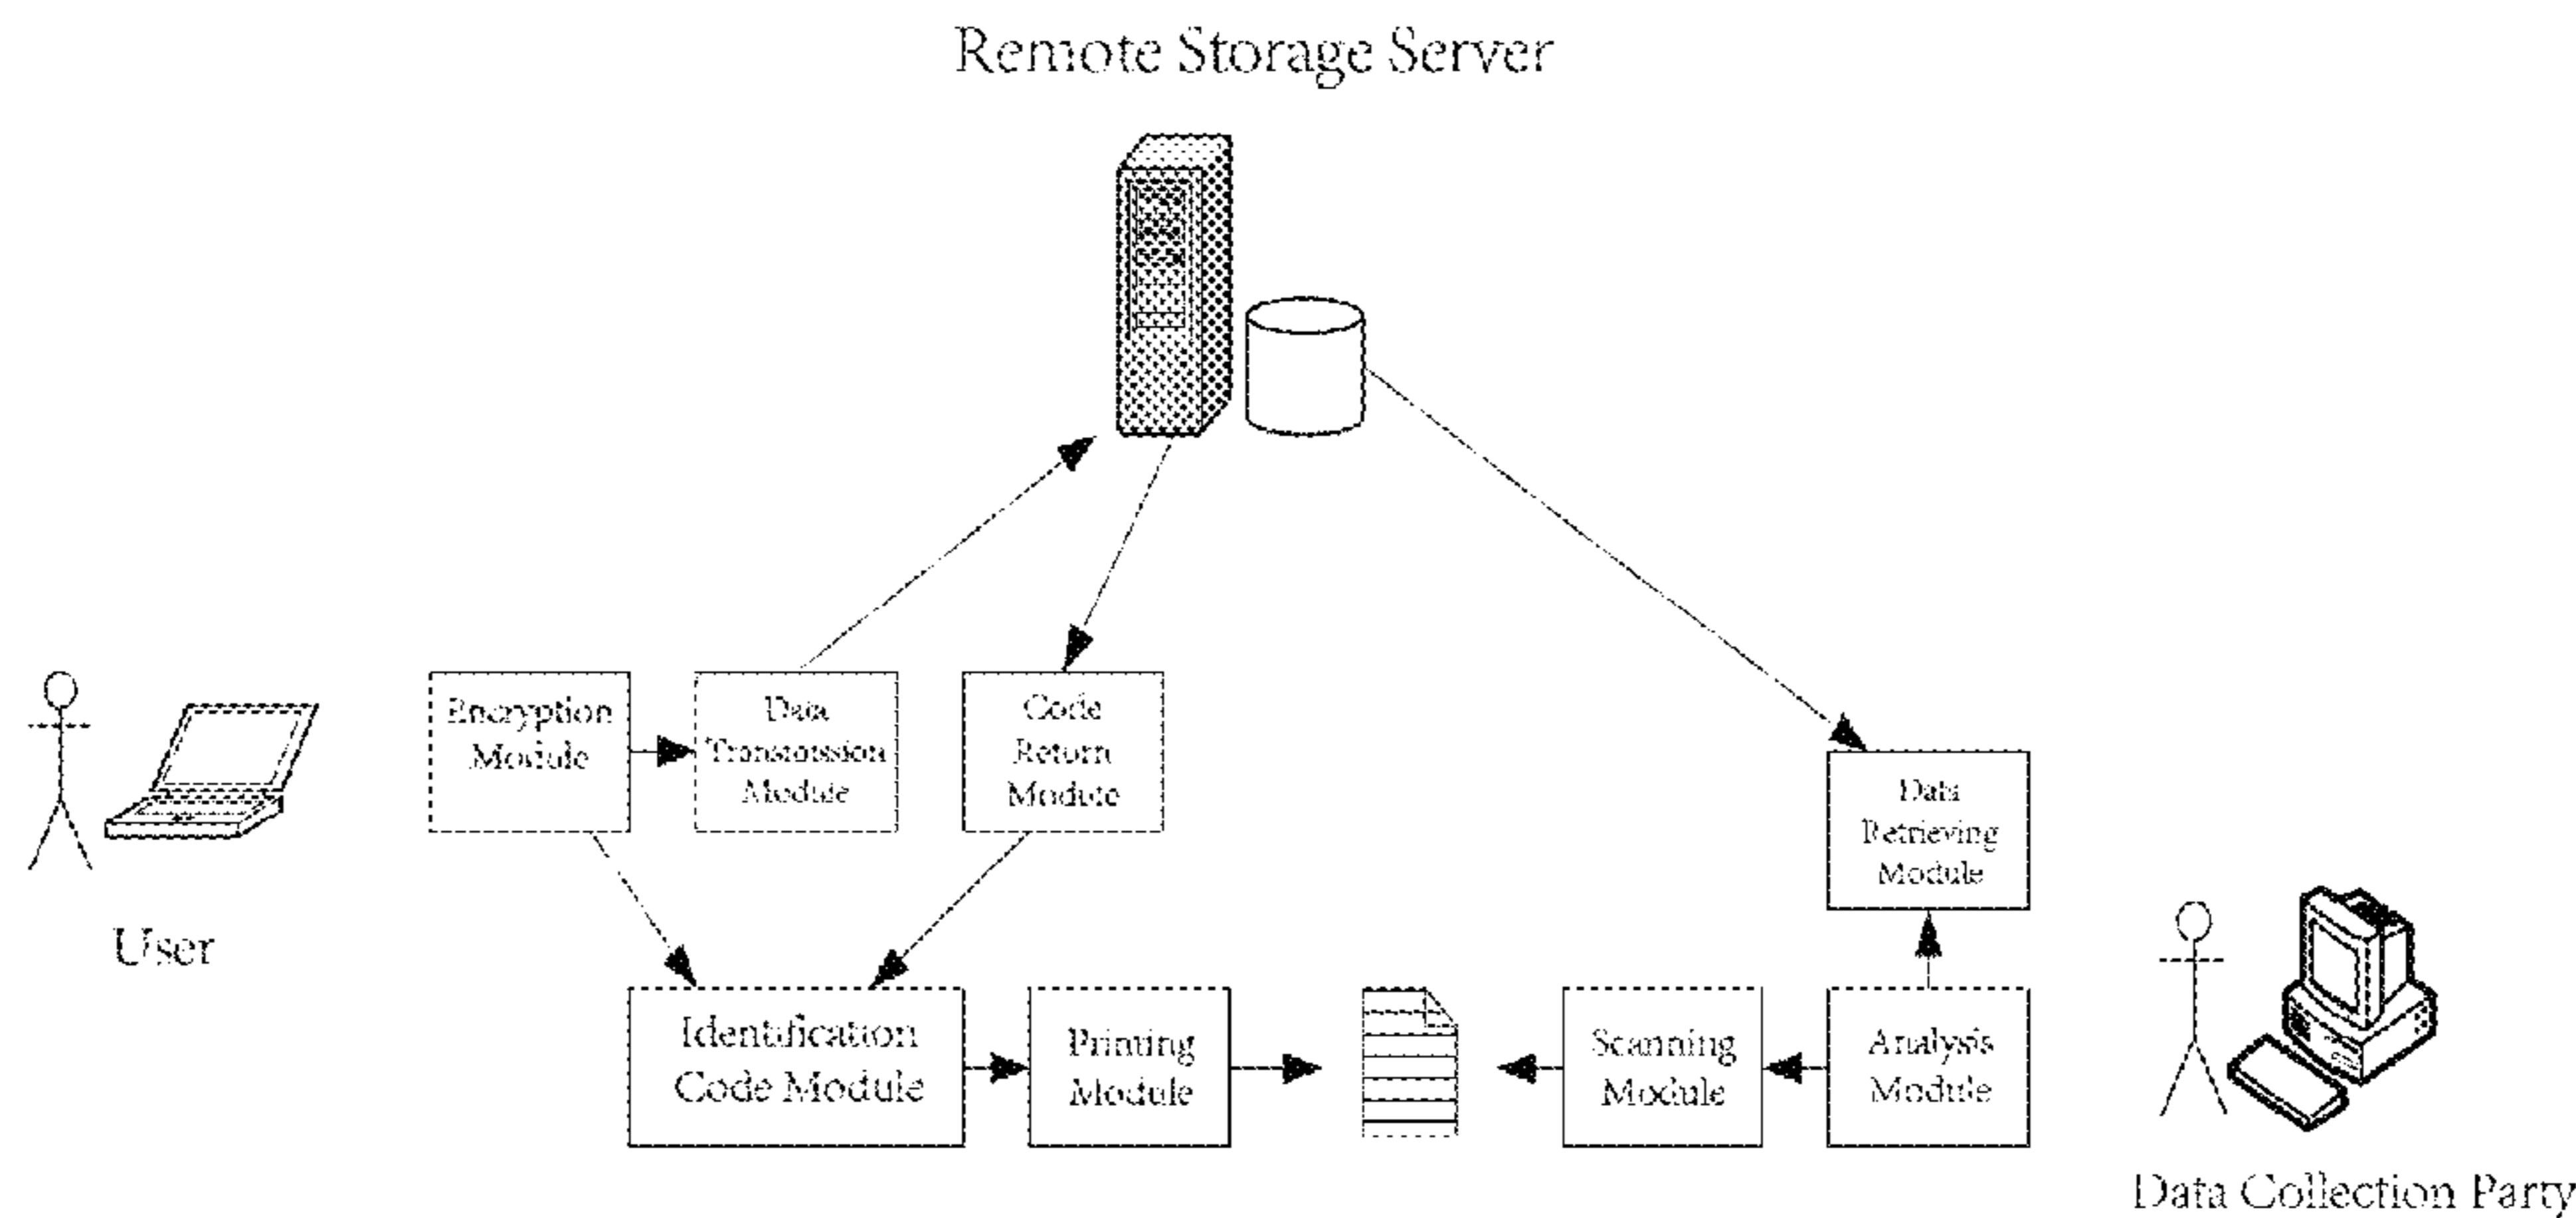 Remote Storage Server
Encryption
Module
Data
Transmission
Module
Code
Return
Module
Data
Retrieving
Module
User
Identification
Code Module
Printing
Module
Scanning
Module
Analysis
Module
Data Collection Party